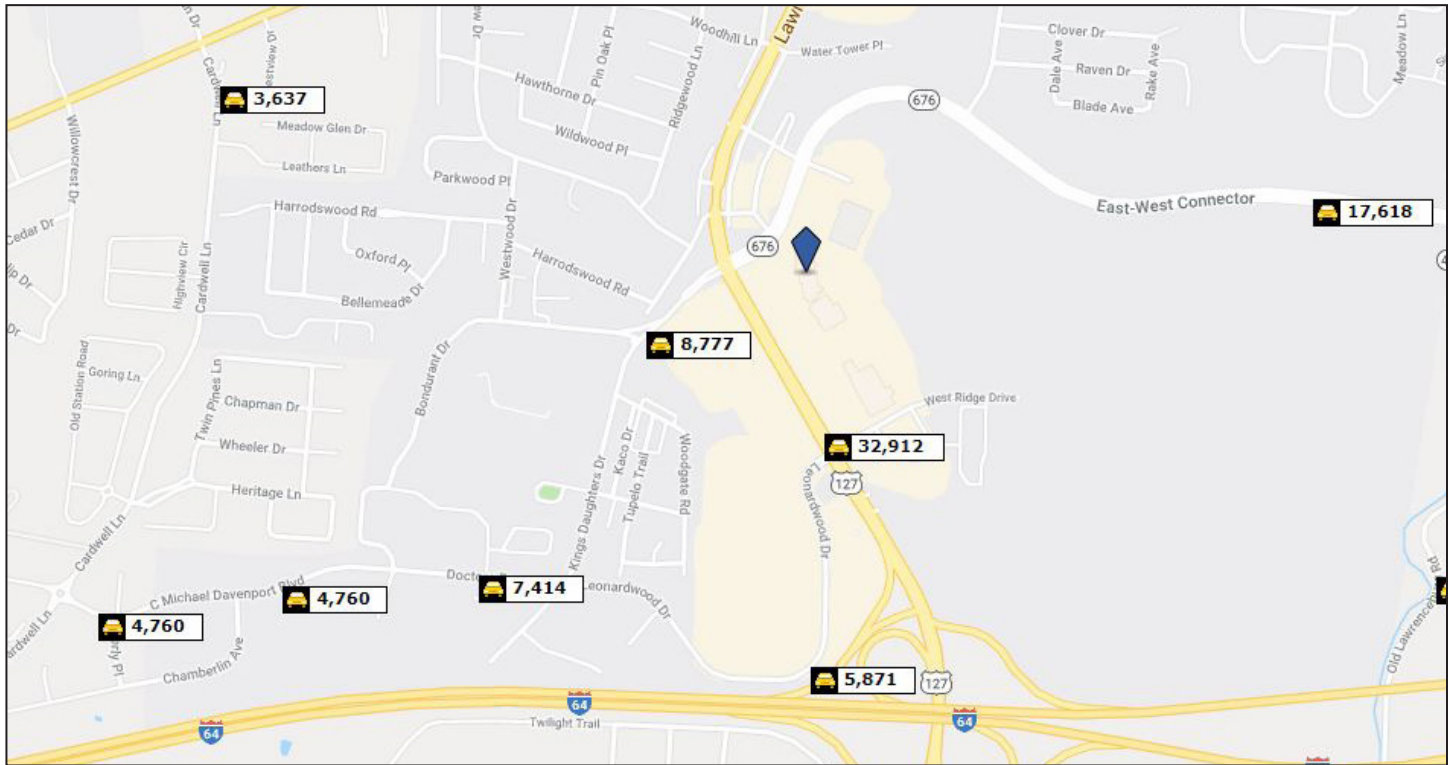 Woodhill Ln
Water Tower Pl
Clover Dr
Meadow Ln
Pin Oak Pl
Ridgewood Ln
Dale Ave
Raven Dr
Rake Ave
Blade Ave
Hawthorne Dr
Wildwood Pl
676
3,637
Meadow Glen Dr
Leathers Ln
Willowcrest Dr
Parkwood Pl
Harrodswood Rd
Westwood Dr
East-West Connector
17,618
Cedar Dr
676
Oxford Pl
Harrodswood Rd
Highview Cir
Cardwell Ln
Bellemeade Dr
8,777
Bondurant Dr
Old Station Road
Goring Ln
Twin Pines Ln
Chapman Dr
West Ridge Drive
Wheeler Dr
32,912
Kaco Dr
Tupelo Trail
Woodgate Rd
Kings Daughters Dr
127
Heritage Ln
Leonardwood Dr
Cardwell Ln
7,414
Leonardwood Dr
C Michael Davenport Blvd
4,760
4,760
Chamberlin Ave
5,871
127
64
64
64
Twilight Trail